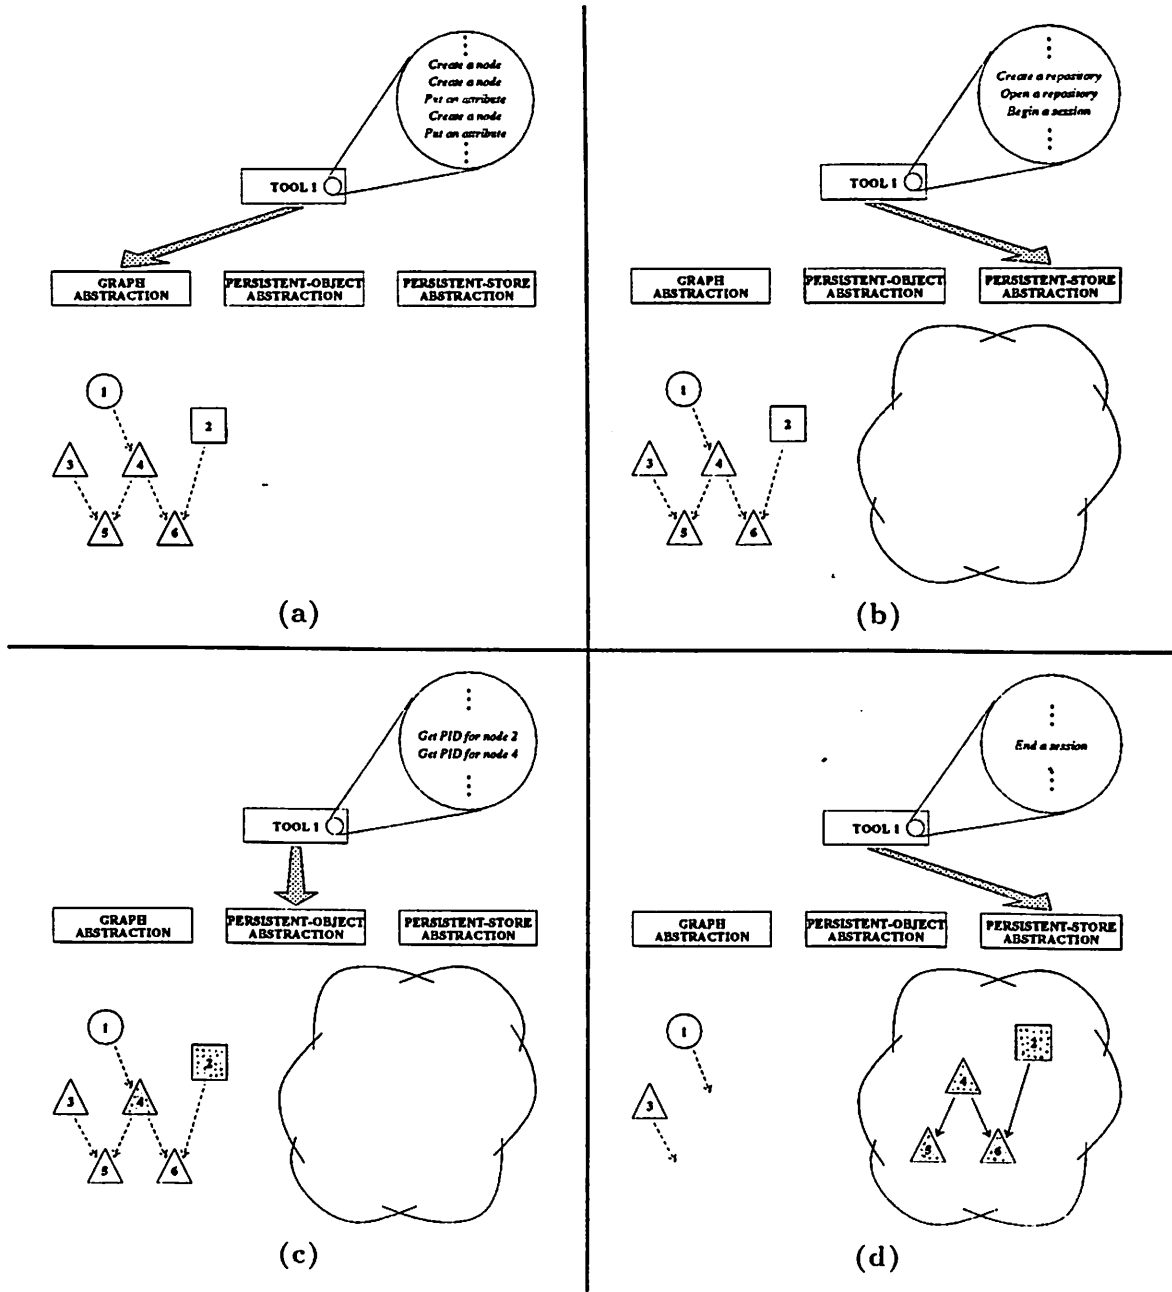 Create a node
Create a node
Put an attribute
Create a node
Put an attribute
TOOL 1
GRAPH
ABSTRACTION
PERSISTENT-OBJECT
ABSTRACTION
PERSISTENT-STORE
ABSTRACTION
1
2
3
4
5
6
(a)
Create a repository
Open a repository
Begin a session
TOOL 1
GRAPH
ABSTRACTION
PERSISTENT-OBJECT
ABSTRACTION
PERSISTENT-STORE
ABSTRACTION
1
2
3
4
5
6
(b)
Get PID for node 2
Get PID for node 4
TOOL 1
GRAPH
ABSTRACTION
PERSISTENT-OBJECT
ABSTRACTION
PERSISTENT-STORE
ABSTRACTION
1
2
3
4
5
6
(c)
End a session
TOOL 1
GRAPH
ABSTRACTION
PERSISTENT-OBJECT
ABSTRACTION
PERSISTENT-STORE
ABSTRACTION
1
3
4
5
6
(d)